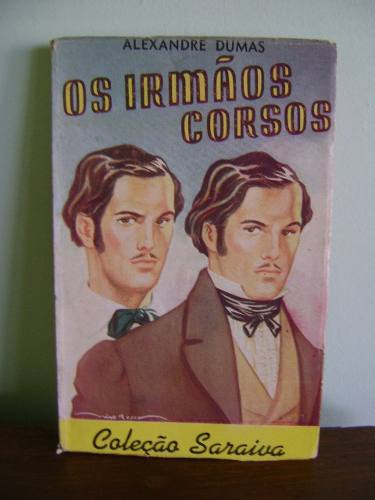 ALEXANDRE DUMAS
OS IRMÃOS
CORSOS
Coleção Saraiva